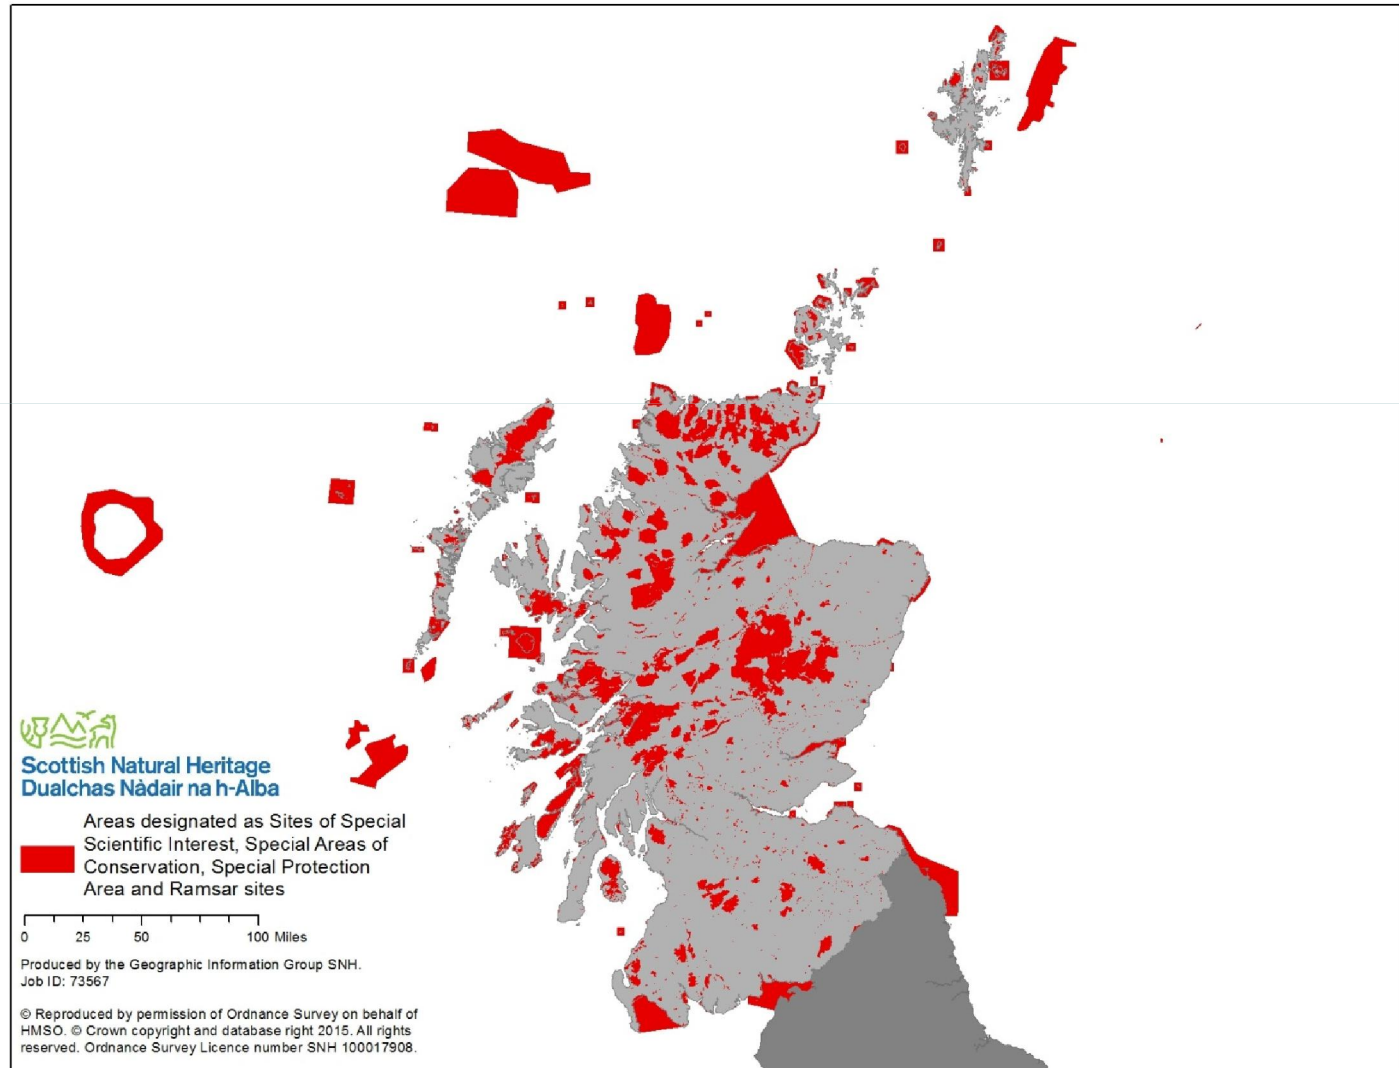 Scottish Natural Heritage
Dualchas Nàdair na h-Alba
Areas designated as Sites of Special
Scientific Interest, Special Areas of
Conservation, Special Protection
Area and Ramsar sites
0 25 50 100 Miles
Produced by the Geographic Information Group SNH.
Job ID: 73567
© Reproduced by permission of Ordnance Survey on behalf of
HMSO. © Crown copyright and database right 2015. All rights
reserved. Ordnance Survey Licence number SNH 100017908.